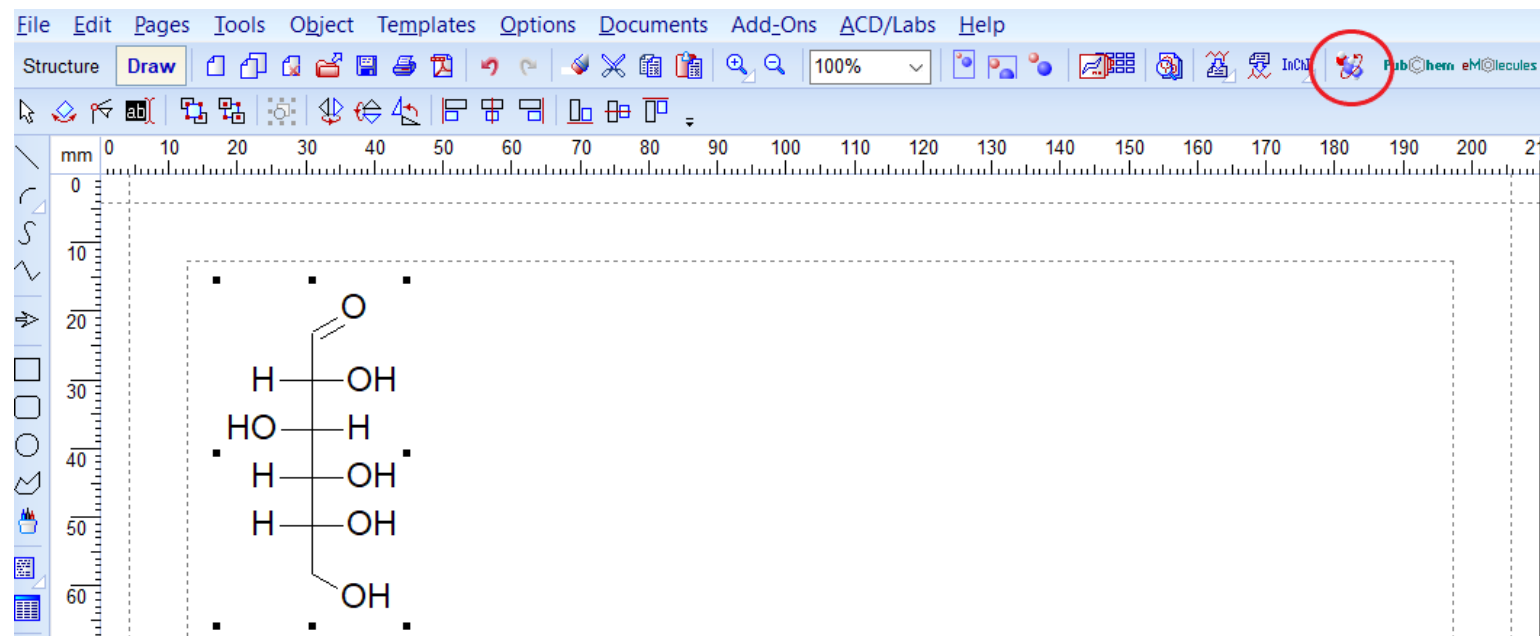 File Edit Pages Tools Object Templates Options Documents Add-Ons ACD/Labs Help
Structure Draw 100% InChI PubChem eMolecules
ab
mm 0 10 20 30 40 50 60 70 80 90 100 110 120 130 140 150 160 170 180 190 200
0
10
20
30
40
50
60
O
H OH
HO H
H OH
H OH
OH